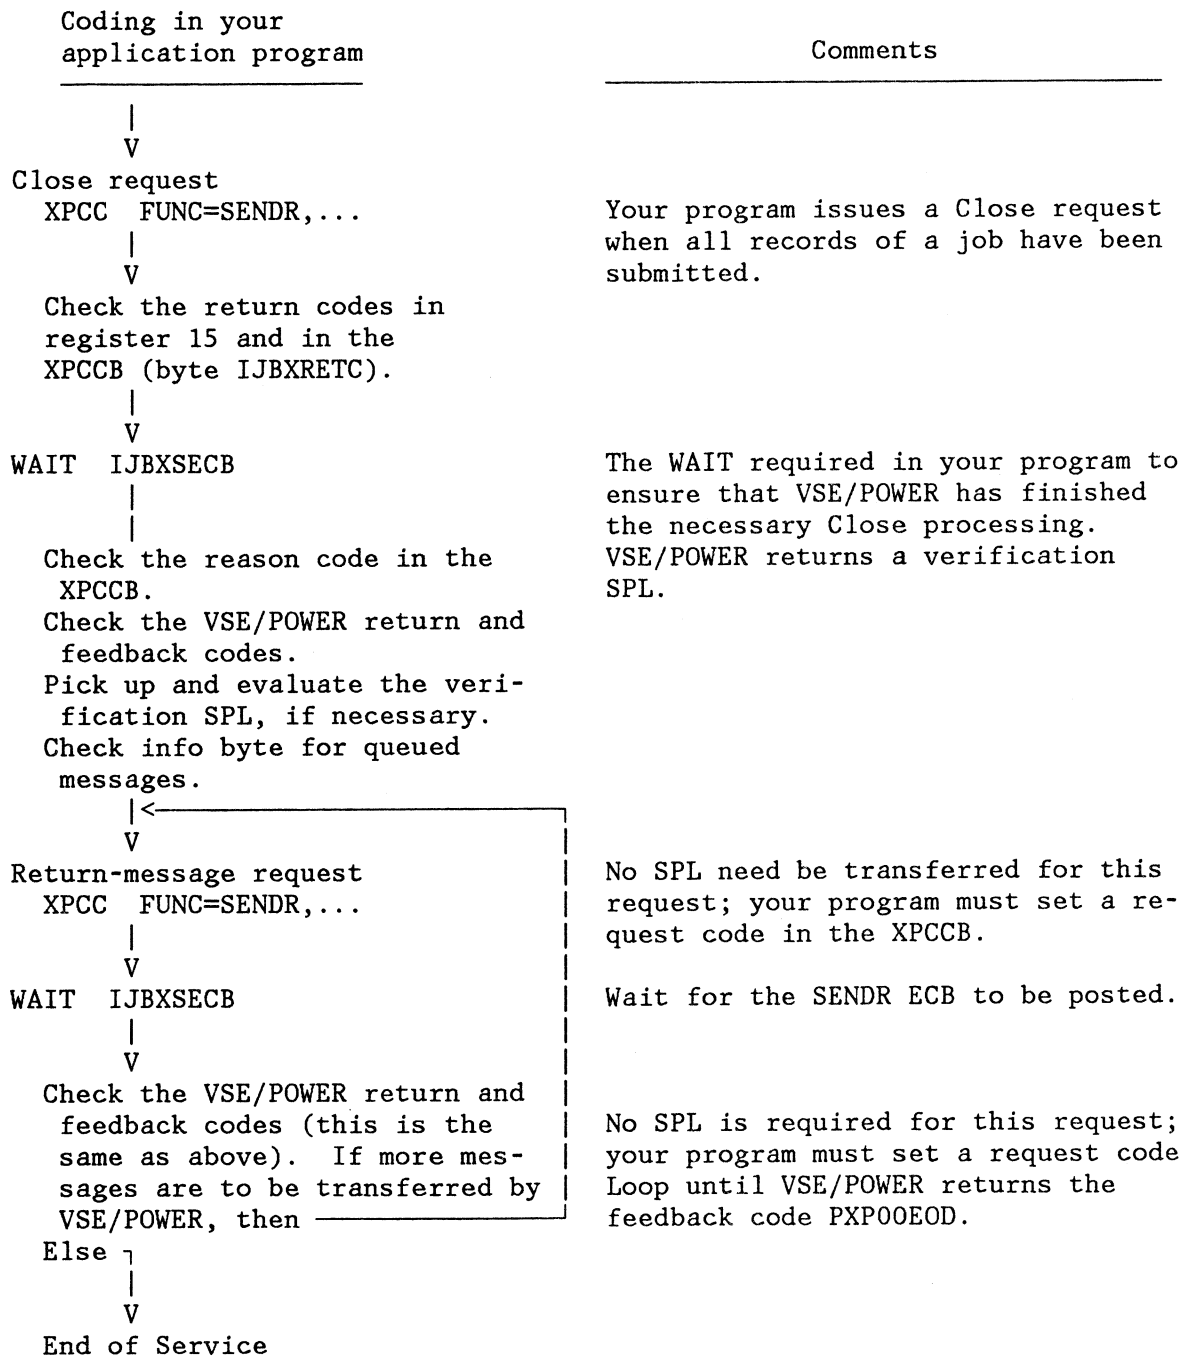 Coding in your
application program
Comments
|
V
Close request
XPCC FUNC=SENDR,...
Your program issues a Close request
when all records of a job have been
submitted.
|
V
Check the return codes in
register 15 and in the
XPCCB (byte IJBXRETC).
|
V
WAIT IJBXSECB
The WAIT required in your program to
ensure that VSE/POWER has finished
the necessary Close processing.
VSE/POWER returns a verification
SPL.
|
|
Check the reason code in the
XPCCB.
Check the VSE/POWER return and
feedback codes.
Pick up and evaluate the veri-
fication SPL, if necessary.
Check info byte for queued
messages.
|<
V
Return-message request
XPCC FUNC=SENDR,...
No SPL need be transferred for this
request; your program must set a re-
quest code in the XPCCB.
|
V
WAIT IJBXSECB
Wait for the SENDR ECB to be posted.
|
V
Check the VSE/POWER return and
feedback codes (this is the
same as above). If more mes-
sages are to be transferred by
VSE/POWER, then
No SPL is required for this request;
your program must set a request code
Loop until VSE/POWER returns the
feedback code PXP00EOD.
Else
|
V
End of Service